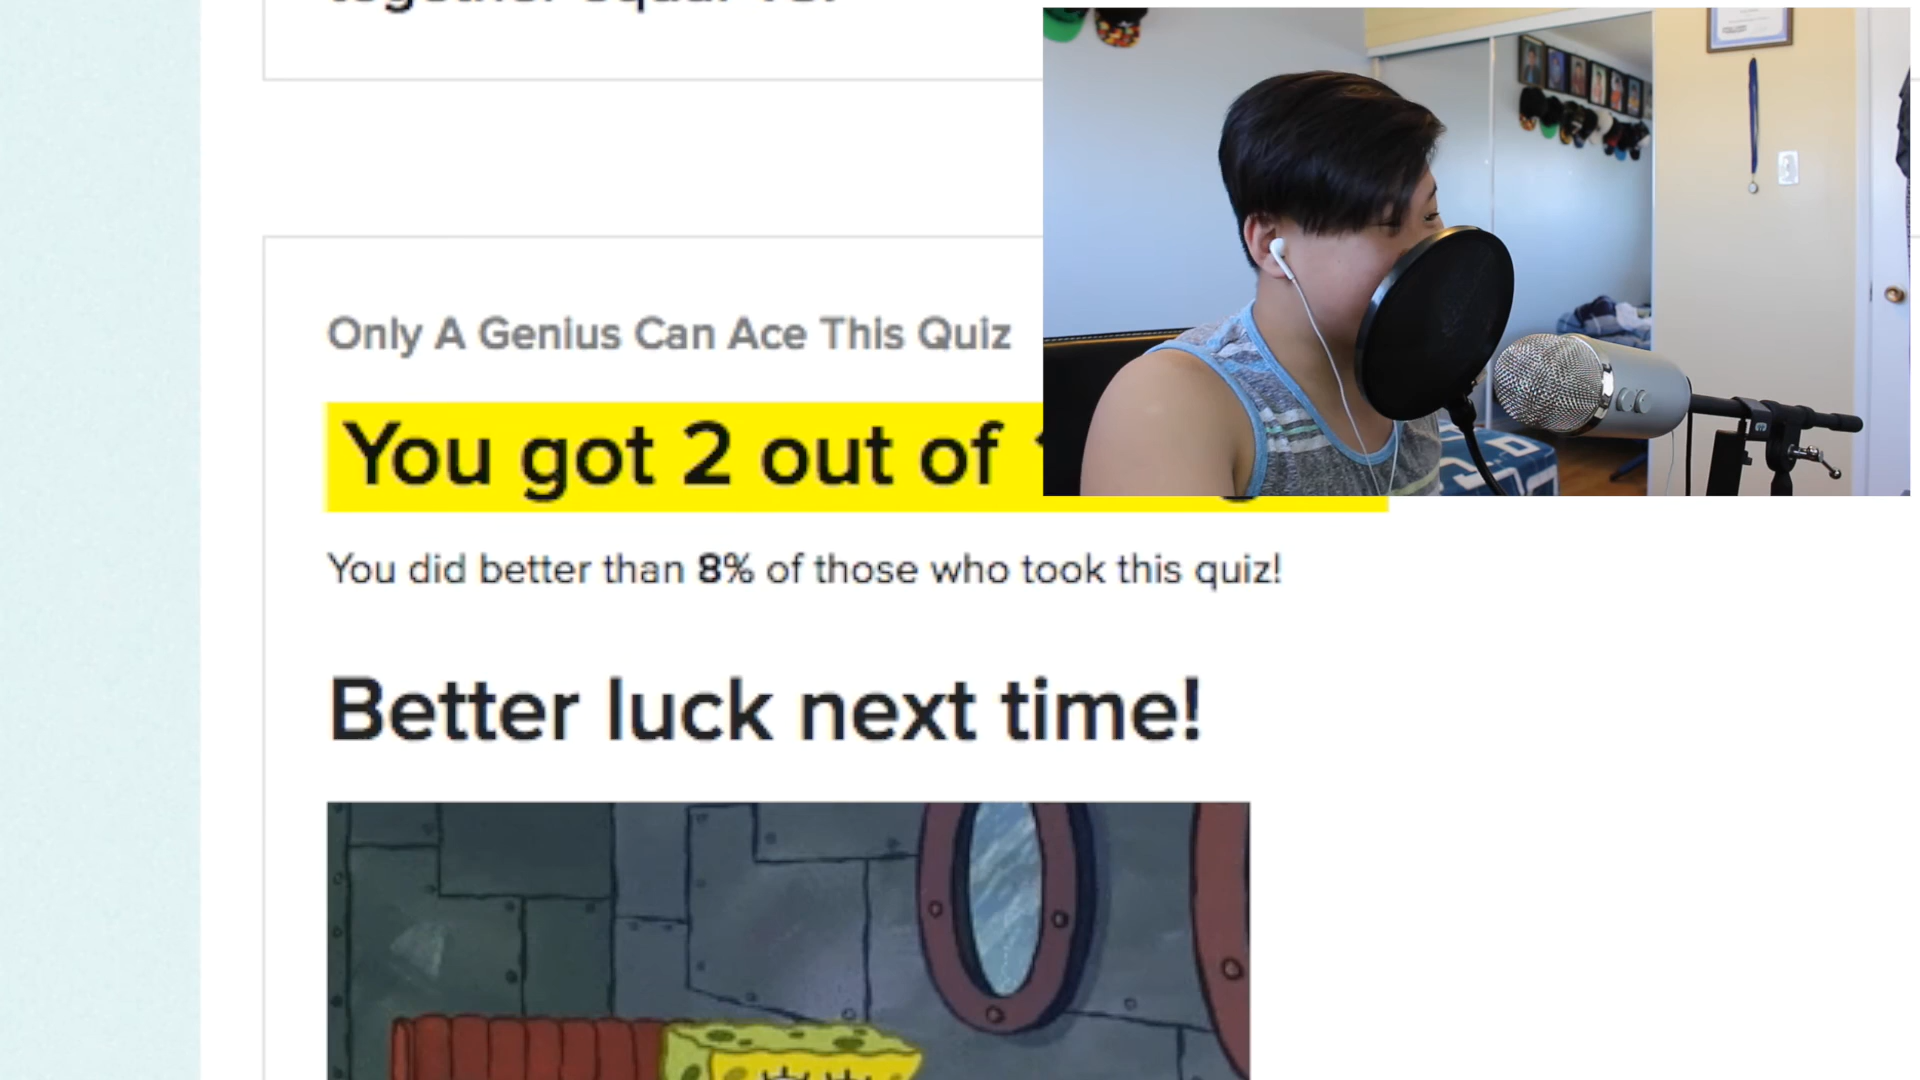 Only A Genius Can Ace This Quiz
You got 2 out of
You did better than 8% of those who took this quiz!
Better luck next time!